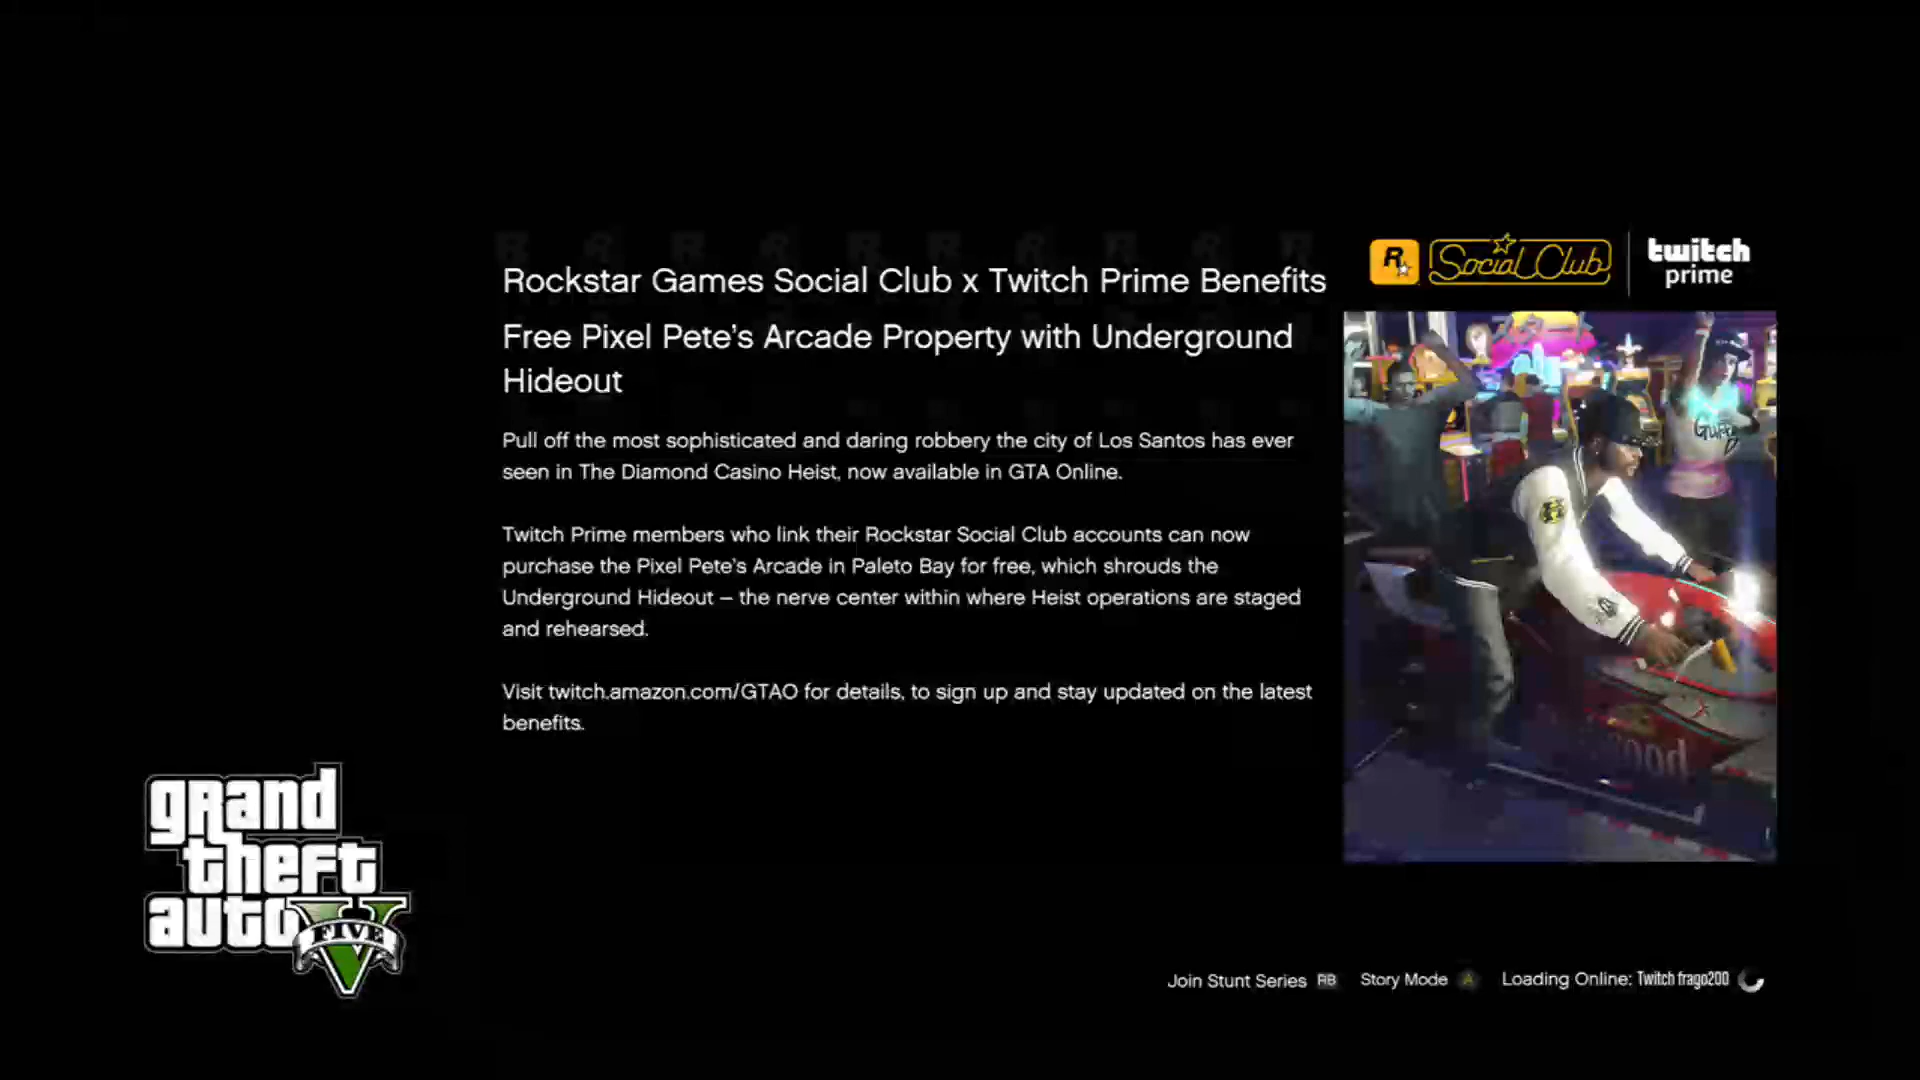 Rockstar Games Social Club x Twitch Prime Benefits
R Social Club twitch prime
Free Pixel Pete's Arcade Property with Underground
Hideout
Pull off the most sophisticated and daring robbery the city of Los Santos has ever
seen in The Diamond Casino Heist, now available in GTA Online.
Twitch Prime members who link their Rockstar Social Club accounts can now
purchase the Pixel Pete's Arcade in Paleto Bay for free, which shrouds the
Underground Hideout – the nerve center within where Heist operations are staged
and rehearsed.
Visit twitch.amazon.com/GTAO for details, to sign up and stay updated on the latest
benefits.
grand
theft
auto V
FIVE
Join Stunt Series RB Story Mode A Loading Online: Twitch frago200